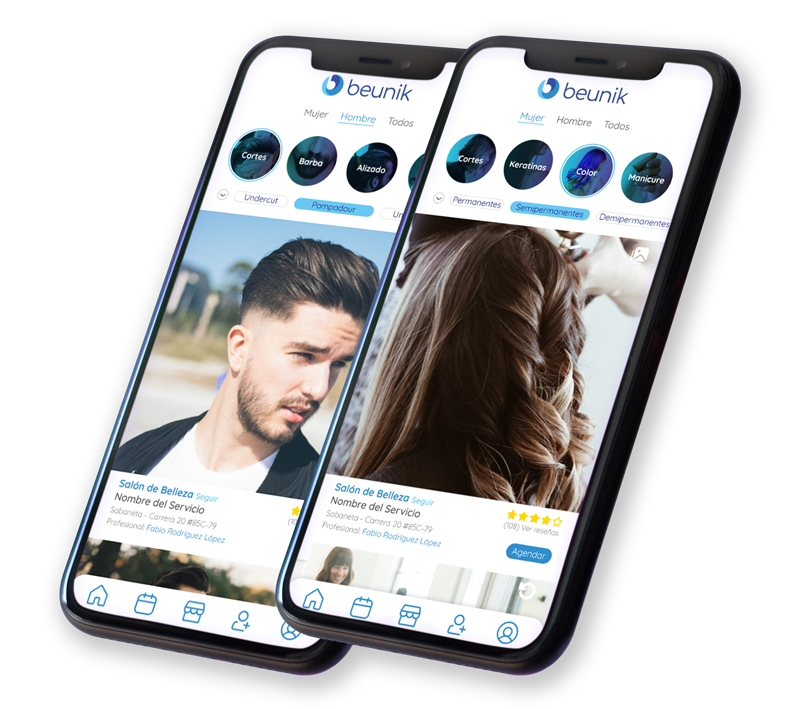 beunik
Mujer Hombre Todos
Cortes Barba Alizado
Undercut Pompadour Un
Salón de Belleza Seguir
Nombre del Servicio
Sabaneta - Carrera 20 #85C-79
Profesional: Fabio Rodríguez López
(10
beunik
Mujer Hombre Todos
Cortes Keratinas Color Manicure
Permanentes Semipermanentes Demipermanentes
Salón de Belleza Seguir
Nombre del Servicio
Sabaneta - Carrera 20 #85C-79
Profesional: Fabio Rodríguez López
(108) Ver reseñas
Agendar